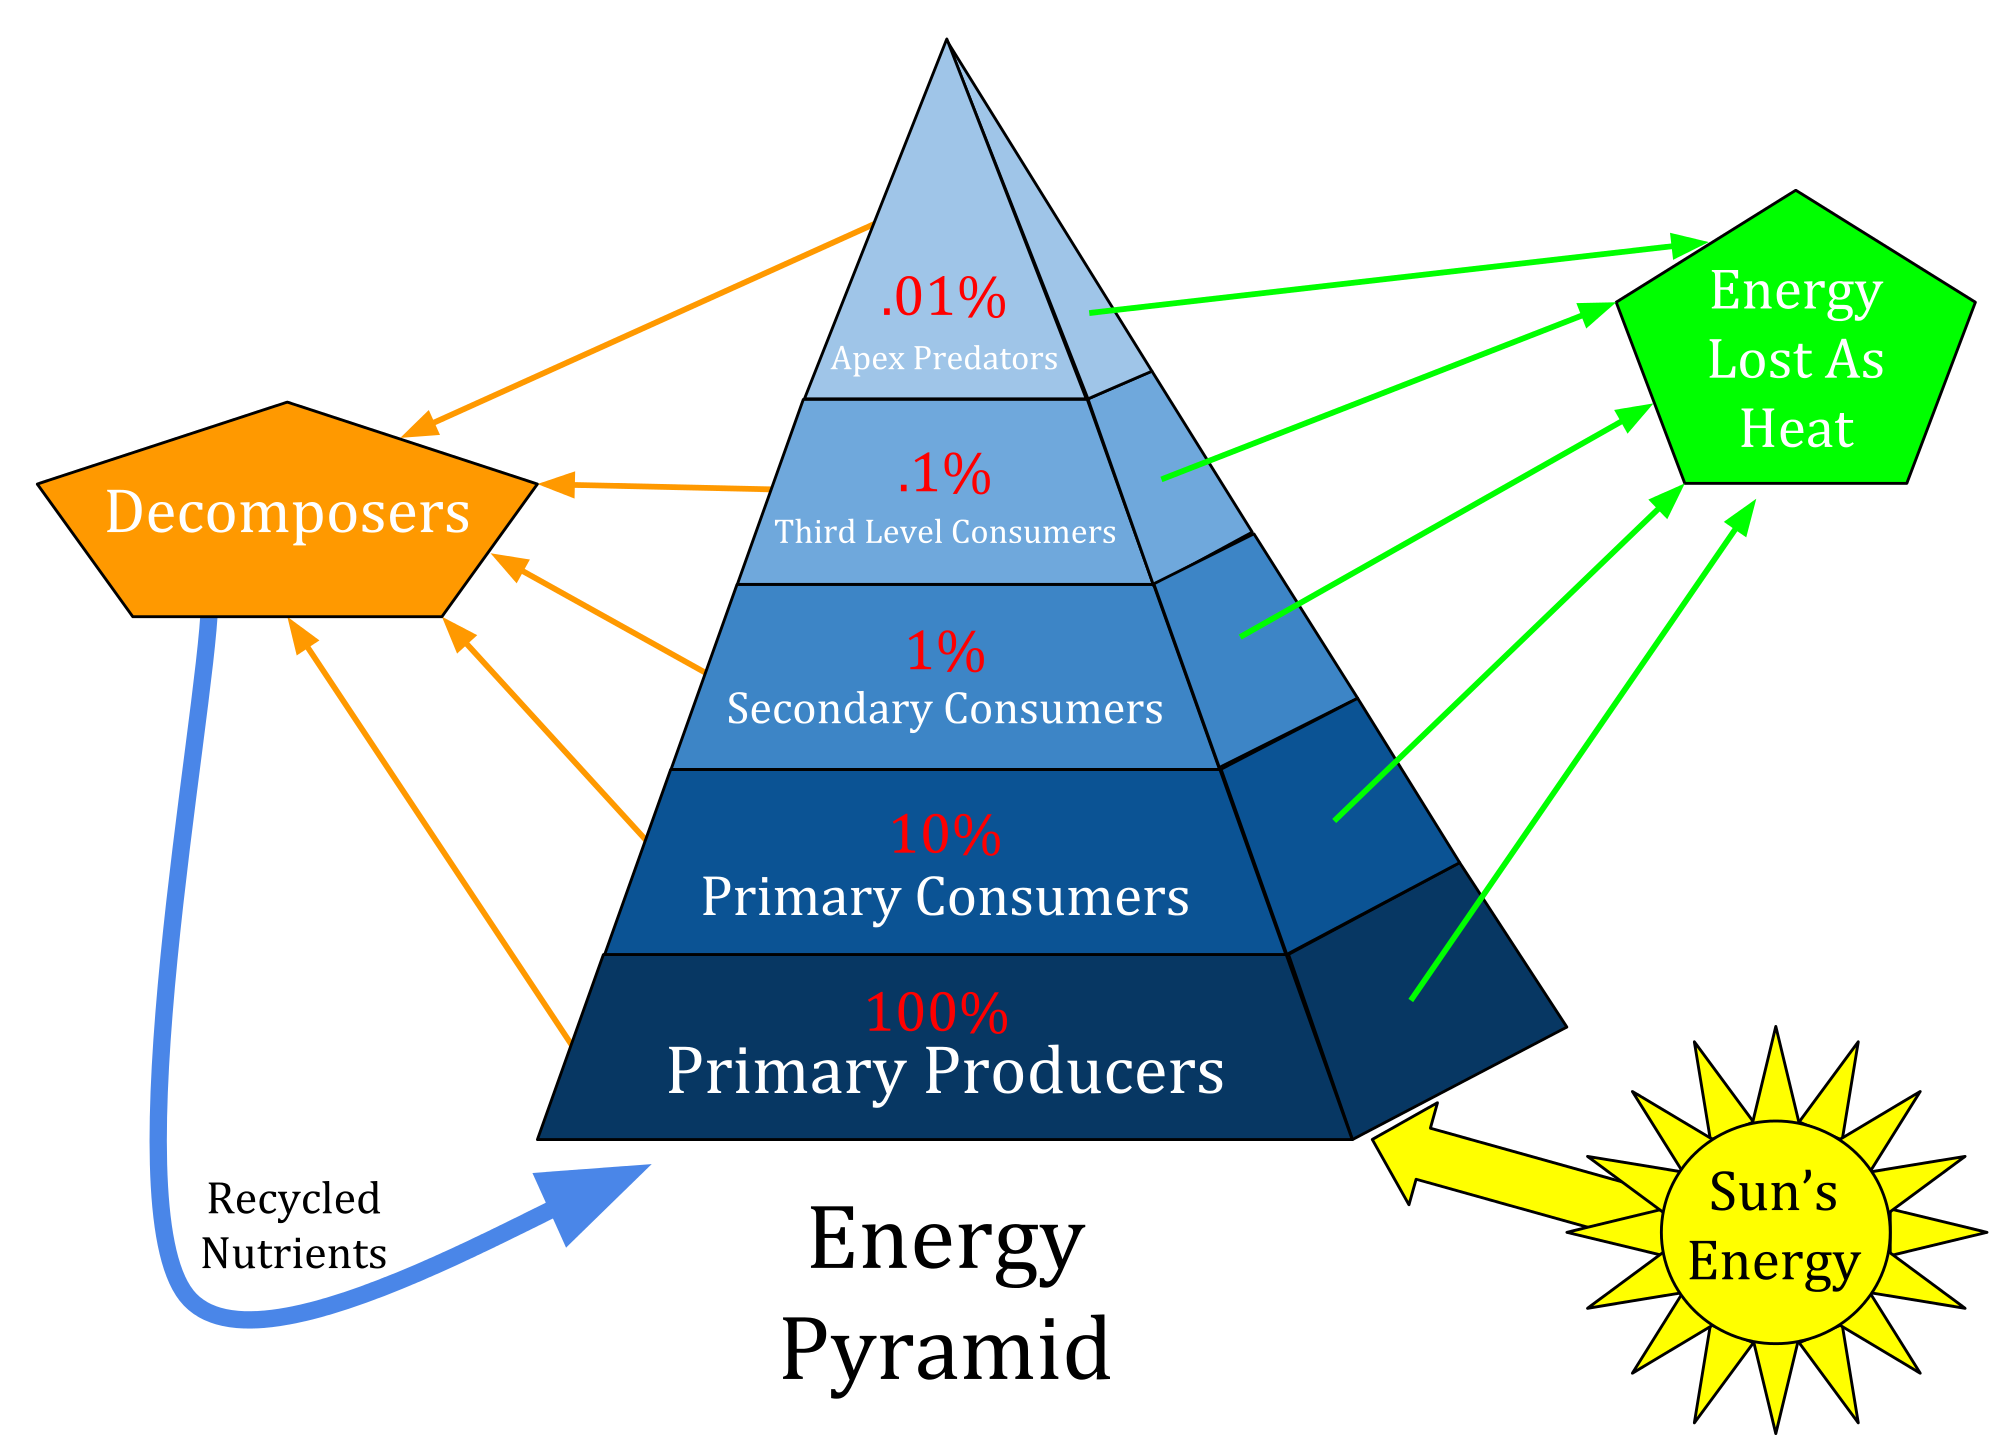 .01%
Apex Predators
.1%
Third Level Consumers
1%
Secondary Consumers
10%
Primary Consumers
100%
Primary Producers
Decomposers
Energy
Lost As
Heat
Recycled
Nutrients
Sun’s
Energy
Energy
Pyramid